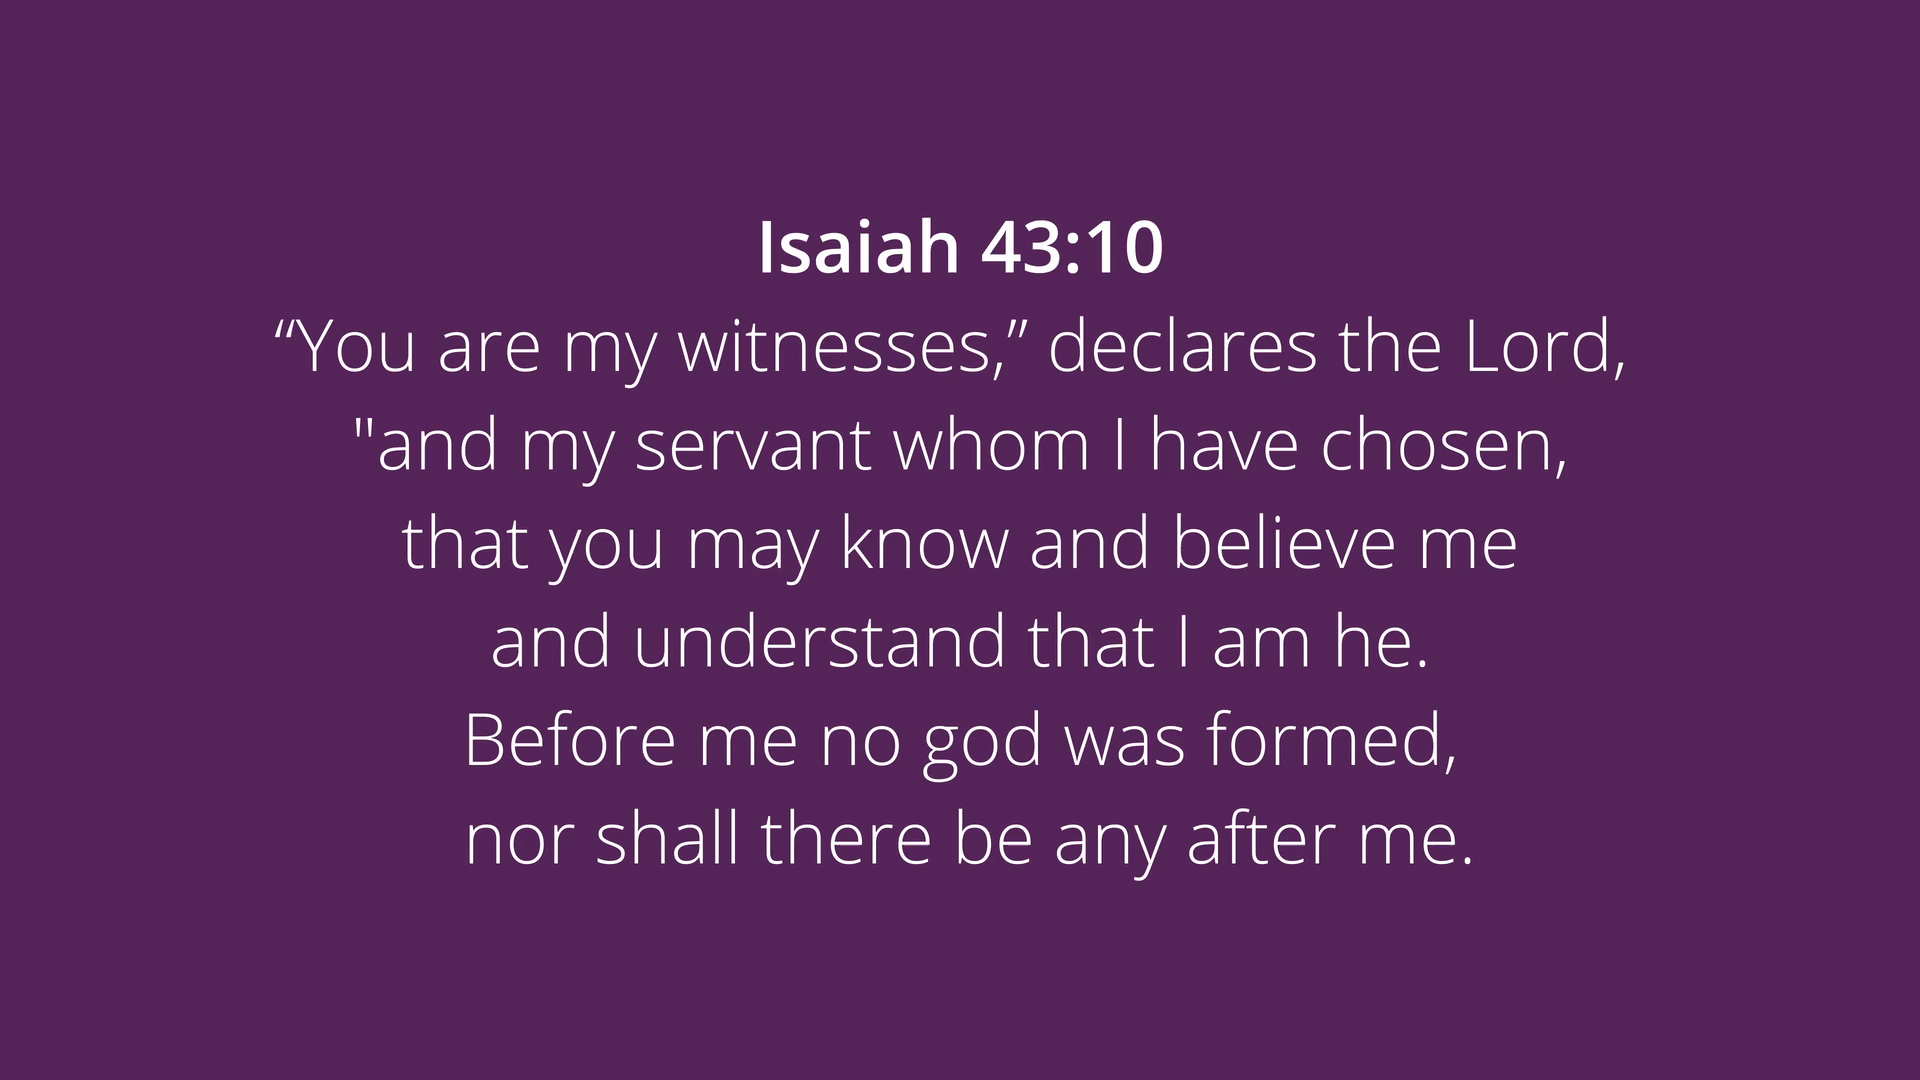 Isaiah 43:10
“You are my witnesses,” declares the Lord,
"and my servant whom I have chosen,
that you may know and believe me
and understand that I am he.
Before me no god was formed,
nor shall there be any after me.